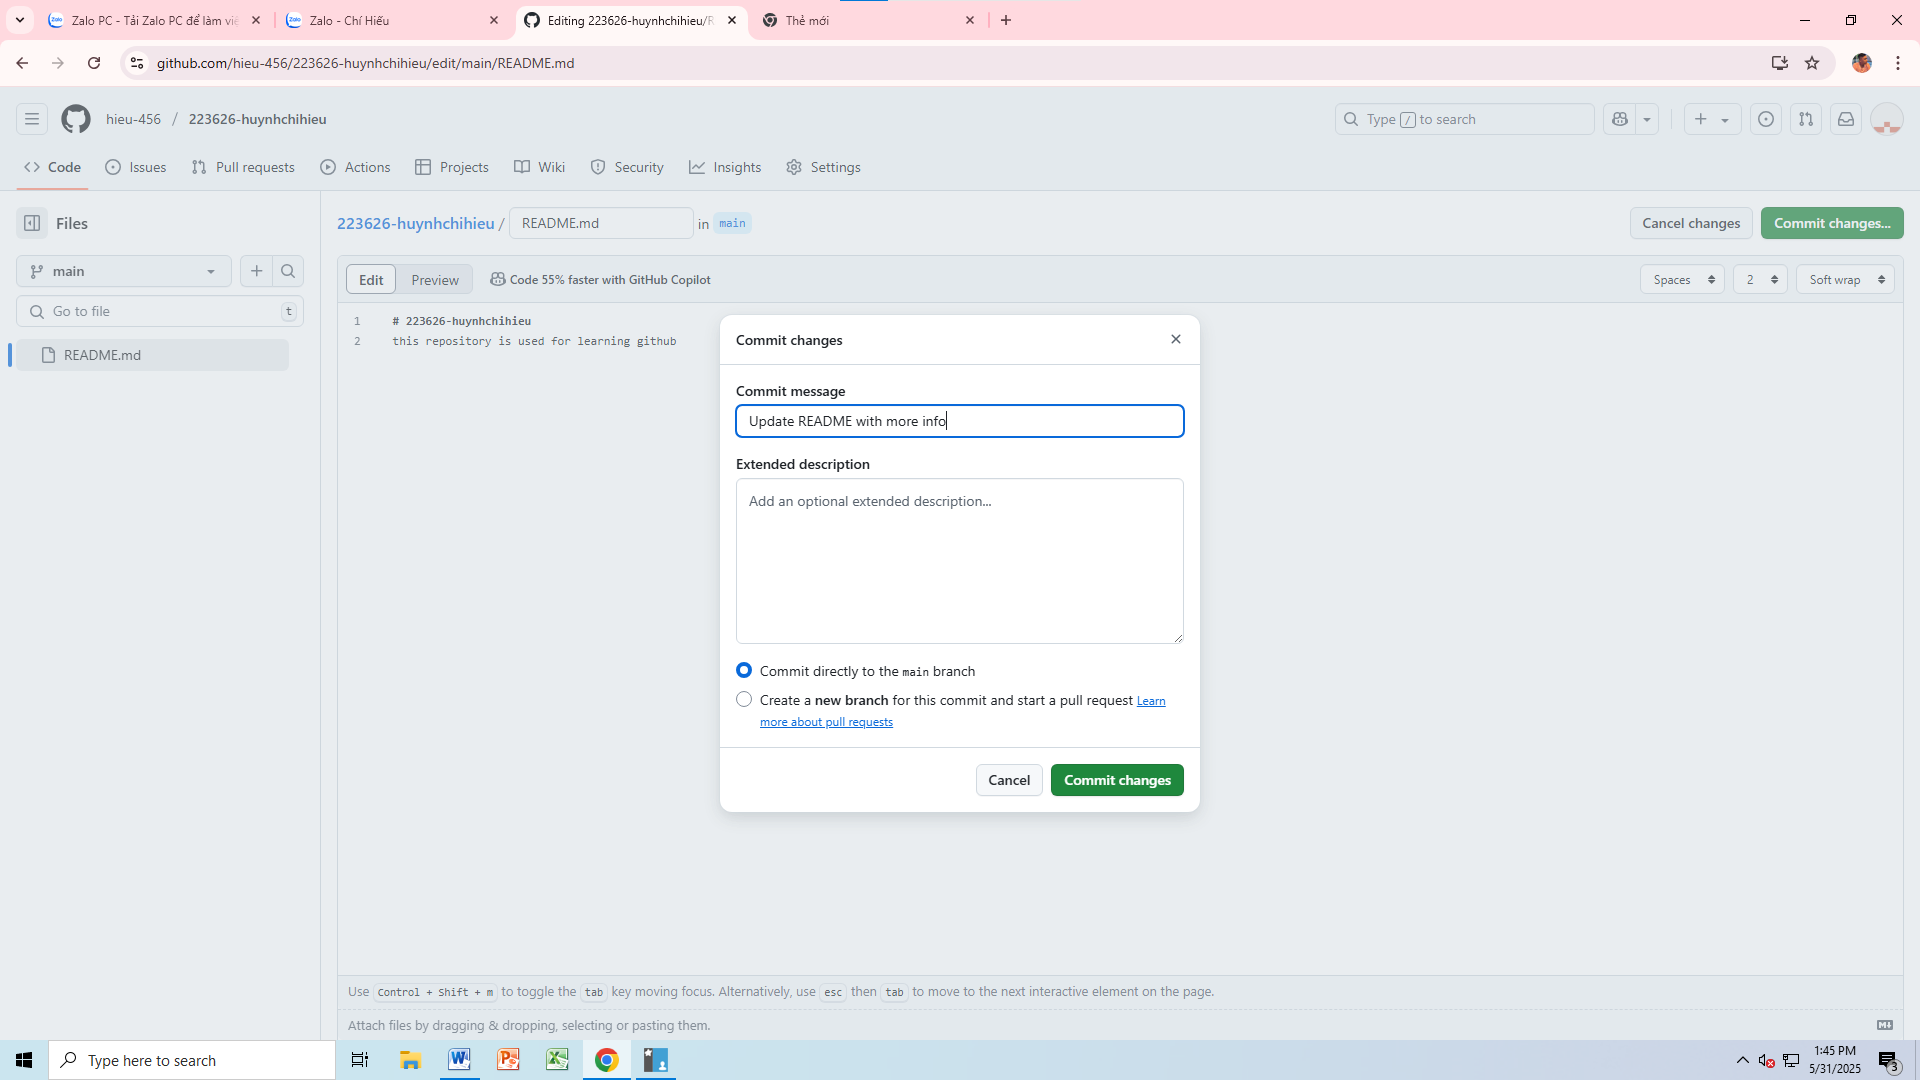 Zalo PC - Tải Zalo PC để làm việ
Zalo - Chí Hiếu
Editing 223626-huynhchihieu/R
Thẻ mới
github.com/hieu-456/223626-huynhchihieu/edit/main/README.md
hieu-456 / 223626-huynhchihieu
Type / to search
Code
Issues
Pull requests
Actions
Projects
Wiki
Security
Insights
Settings
Files
223626-huynhchihieu / README.md in main
Cancel changes
Commit changes...
main
Edit
Preview
Code 55% faster with GitHub Copilot
Spaces
2
Soft wrap
Go to file
t
README.md
1 # 223626-huynhchihieu
2 this repository is used for learning github
Commit changes
Commit message
Update README with more info
Extended description
Add an optional extended description...
Commit directly to the main branch
Create a new branch for this commit and start a pull request Learn
more about pull requests
Cancel
Commit changes
Use Control + Shift + m to toggle the tab key moving focus. Alternatively, use esc then tab to move to the next interactive element on the page.
Attach files by dragging & dropping, selecting or pasting them.
Type here to search
1:45 PM
5/31/2025
3